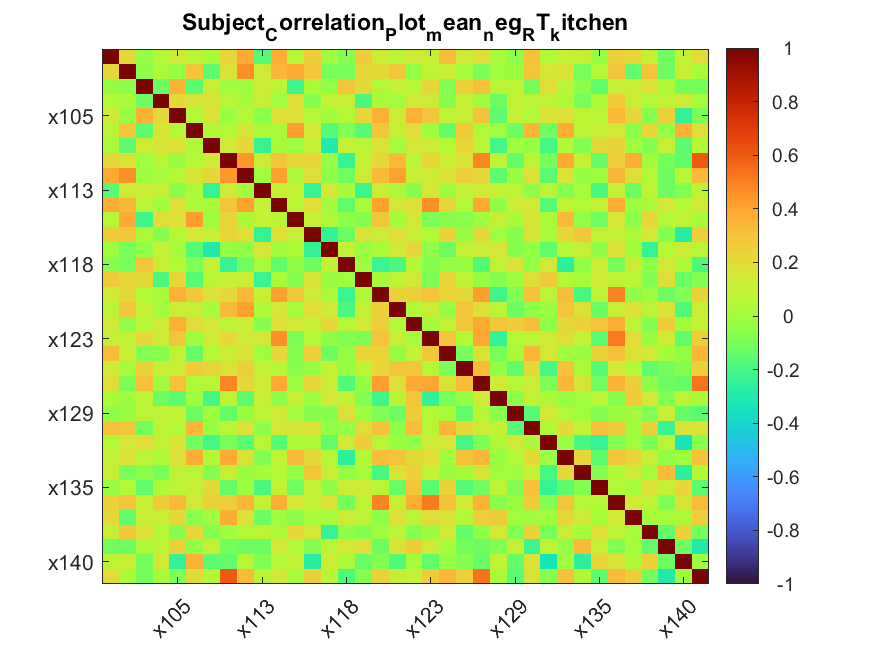 Subject_Correlation_Plot_mean_neg_RT_kitchen
x105
x113
x118
x123
x129
x135
x140
x105
x113
x118
x123
x129
x135
x140
1
0.8
0.6
0.4
0.2
0
-0.2
-0.4
-0.6
-0.8
-1